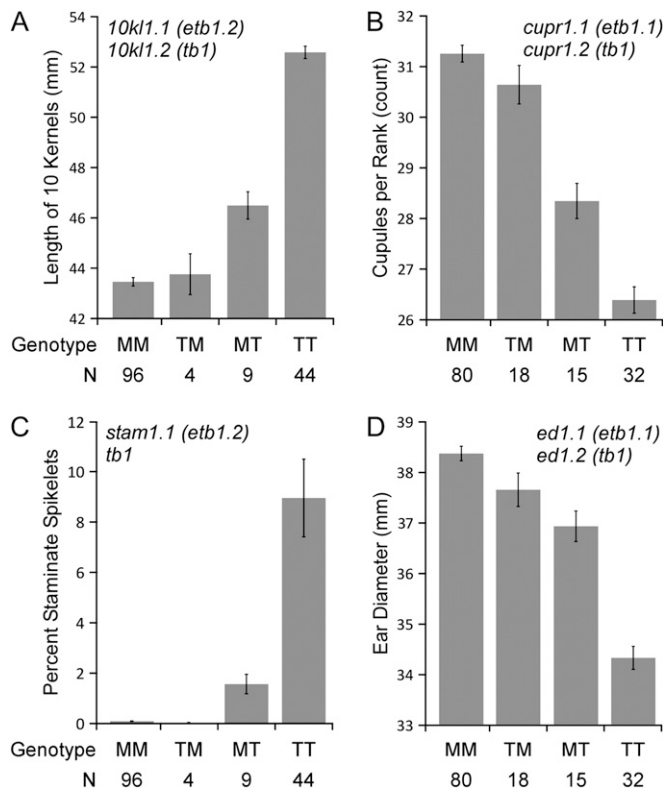 A
10kl1.1 (etb1.2)
10kl1.2 (tb1)
Length of 10 Kernels (mm)
54
52
50
48
46
44
42
Genotype MM TM MT TT
N 96 4 9 44
B
cupr1.1 (etb1.1)
cupr1.2 (tb1)
Cupules per Rank (count)
32
31
30
29
28
27
26
MM TM MT TT
80 18 15 32
C
stam1.1 (etb1.2)
tb1
Percent Staminate Spikelets
12
10
8
6
4
2
0
Genotype MM TM MT TT
N 96 4 9 44
D
ed1.1 (etb1.1)
ed1.2 (tb1)
Ear Diameter (mm)
39
38
37
36
35
34
33
MM TM MT TT
80 18 15 32